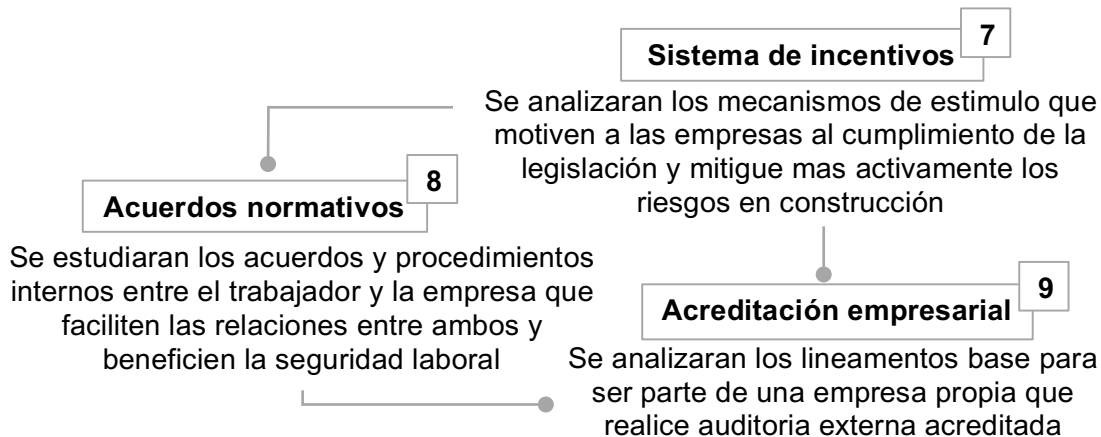 7
Sistema de incentivos
Se analizaran los mecanismos de estimulo que
motiven a las empresas al cumplimiento de la
legislación y mitigue mas activamente los
riesgos en construcción
8
Acuerdos normativos
Se estudiaran los acuerdos y procedimientos
internos entre el trabajador y la empresa que
faciliten las relaciones entre ambos y
beneficien la seguridad laboral
9
Acreditación empresarial
Se analizaran los lineamentos base para
ser parte de una empresa propia que
realice auditoria externa acreditada